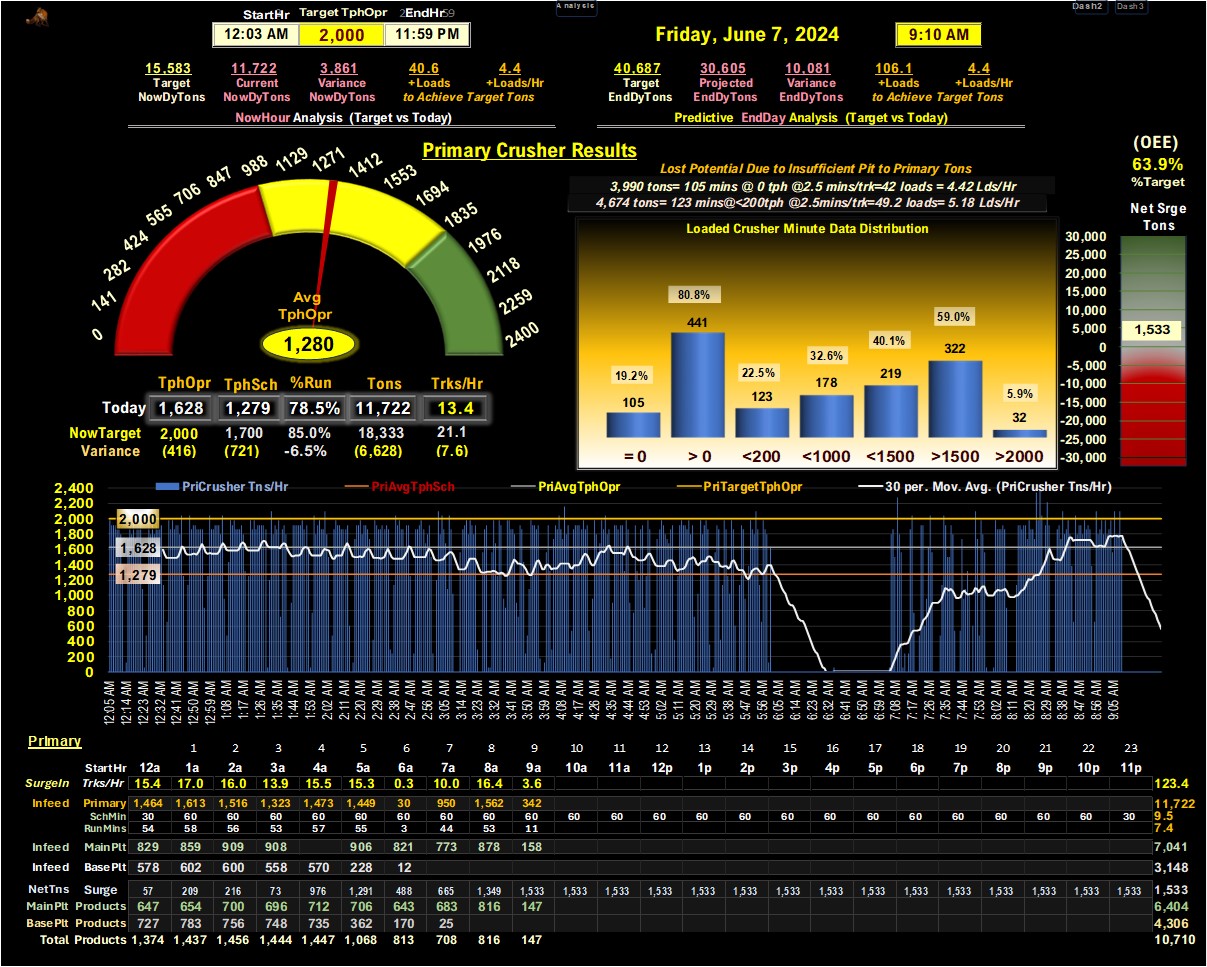 Analysis
Dash2 Dash3
StartHr Target TphOpr EndHr
12:03 AM 2,000 11:59 PM
Friday, June 7, 2024 9:10 AM
15,583 11,722 3,861 40.6 4.4
Target Current Variance +Loads +Loads/Hr
NowDyTons NowDyTons NowDyTons to Achieve Target Tons
NowHour Analysis (Target vs Today)
40,687 30,605 10,081 106.1 4.4
Target Projected Variance +Loads +Loads/Hr
EndDyTons EndDyTons EndDyTons to Achieve Target Tons
Predictive EndDay Analysis (Target vs Today)
Primary Crusher Results
0 141 282 424 565 706 847 988 1129 1271 1412 1553 1694 1835 1976 2118 2259 2400
Avg
TphOpr
1,280
TphOpr TphSch %Run Tons Trks/Hr
Today 1,628 1,279 78.5% 11,722 13.4
NowTarget 2,000 1,700 85.0% 18,333 21.1
Variance (416) (721) -6.5% (6,628) (7.6)
Lost Potential Due to Insufficient Pit to Primary Tons
3,990 tons= 105 mins @ 0 tph @2.5 mins/trk=42 loads = 4.42 Lds/Hr
4,674 tons= 123 mins@<200tph @2.5mins/trk=49.2 loads= 5.18 Lds/Hr
Loaded Crusher Minute Data Distribution
19.2% 80.8% 22.5% 32.6% 40.1% 59.0% 5.9%
105 441 123 178 219 322 32
= 0 > 0 <200 <1000 <1500 >1500 >2000
(OEE)
63.9%
%Target
Net Srge
Tons
30,000
25,000
20,000
15,000
10,000
5,000
0
-5,000
-10,000
-15,000
-20,000
-25,000
-30,000
1,533
PriCrusher Tns/Hr PriAvgTphSch PriAvgTphOpr PriTargetTphOpr 30 per. Mov. Avg. (PriCrusher Tns/Hr)
2,400
2,200
2,000
1,800
1,600
1,400
1,200
1,000
800
600
400
200
0
2,000
1,628
1,279
12:05 AM 12:14 AM 12:23 AM 12:32 AM 12:41 AM 12:50 AM 12:59 AM 1:08 AM 1:17 AM 1:26 AM 1:35 AM 1:44 AM 1:53 AM 2:02 AM 2:11 AM 2:20 AM 2:29 AM 2:38 AM 2:47 AM 2:56 AM 3:05 AM 3:14 AM 3:23 AM 3:32 AM 3:41 AM 3:50 AM 3:59 AM 4:08 AM 4:17 AM 4:26 AM 4:35 AM 4:44 AM 4:53 AM 5:02 AM 5:11 AM 5:20 AM 5:29 AM 5:38 AM 5:47 AM 5:56 AM 6:05 AM 6:14 AM 6:23 AM 6:32 AM 6:41 AM 6:50 AM 6:59 AM 7:08 AM 7:17 AM 7:26 AM 7:35 AM 7:44 AM 7:53 AM 8:02 AM 8:11 AM 8:20 AM 8:29 AM 8:38 AM 8:47 AM 8:56 AM 9:05 AM
Primary
1 2 3 4 5 6 7 8 9 10 11 12 13 14 15 16 17 18 19 20 21 22 23
StartHr 12a 1a 2a 3a 4a 5a 6a 7a 8a 9a 10a 11a 12p 1p 2p 3p 4p 5p 6p 7p 8p 9p 10p 11p
SurgeIn Trks/Hr 15.4 17.0 16.0 13.9 15.5 15.3 0.3 10.0 16.4 3.6 123.4
Infeed Primary 1,464 1,613 1,516 1,323 1,473 1,449 30 950 1,562 342 11,722
SchMin 30 60 60 60 60 60 60 60 60 60 60 60 60 60 60 60 60 60 60 60 60 60 60 30 9.5
RunMins 54 58 56 53 57 55 3 44 53 11 7.4
Infeed MainPlt 829 859 909 908 906 821 773 878 158 7,041
Infeed BasePlt 578 602 600 558 570 228 12 3,148
NetTns Surge 57 209 216 73 976 1,291 488 665 1,349 1,533 1,533 1,533 1,533 1,533 1,533 1,533 1,533 1,533 1,533 1,533 1,533 1,533 1,533 1,533 1,533
MainPlt Products 647 654 700 696 712 706 643 683 816 147 6,404
BasePlt Products 727 783 756 748 735 362 170 25 4,306
Total Products 1,374 1,437 1,456 1,444 1,447 1,068 813 708 816 147 10,710